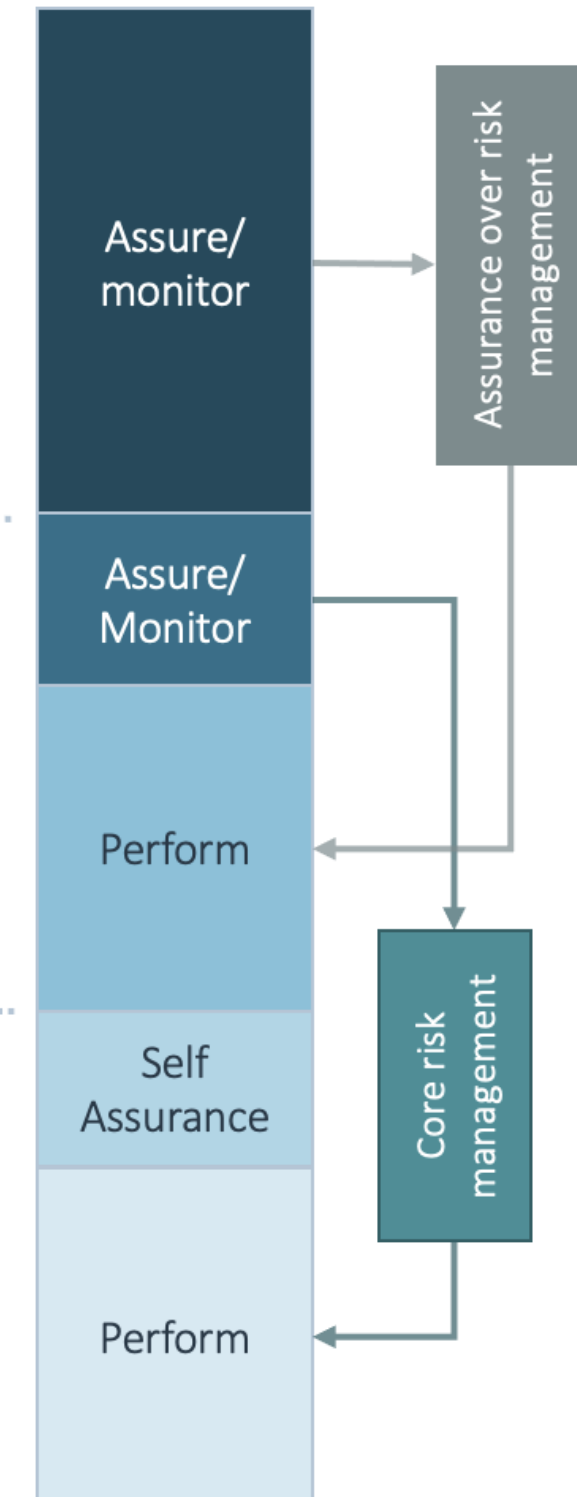 Assure/
monitor
Assurance over risk
management
Assure/
Monitor
Perform
Self
Assurance
Core risk
management
Perform